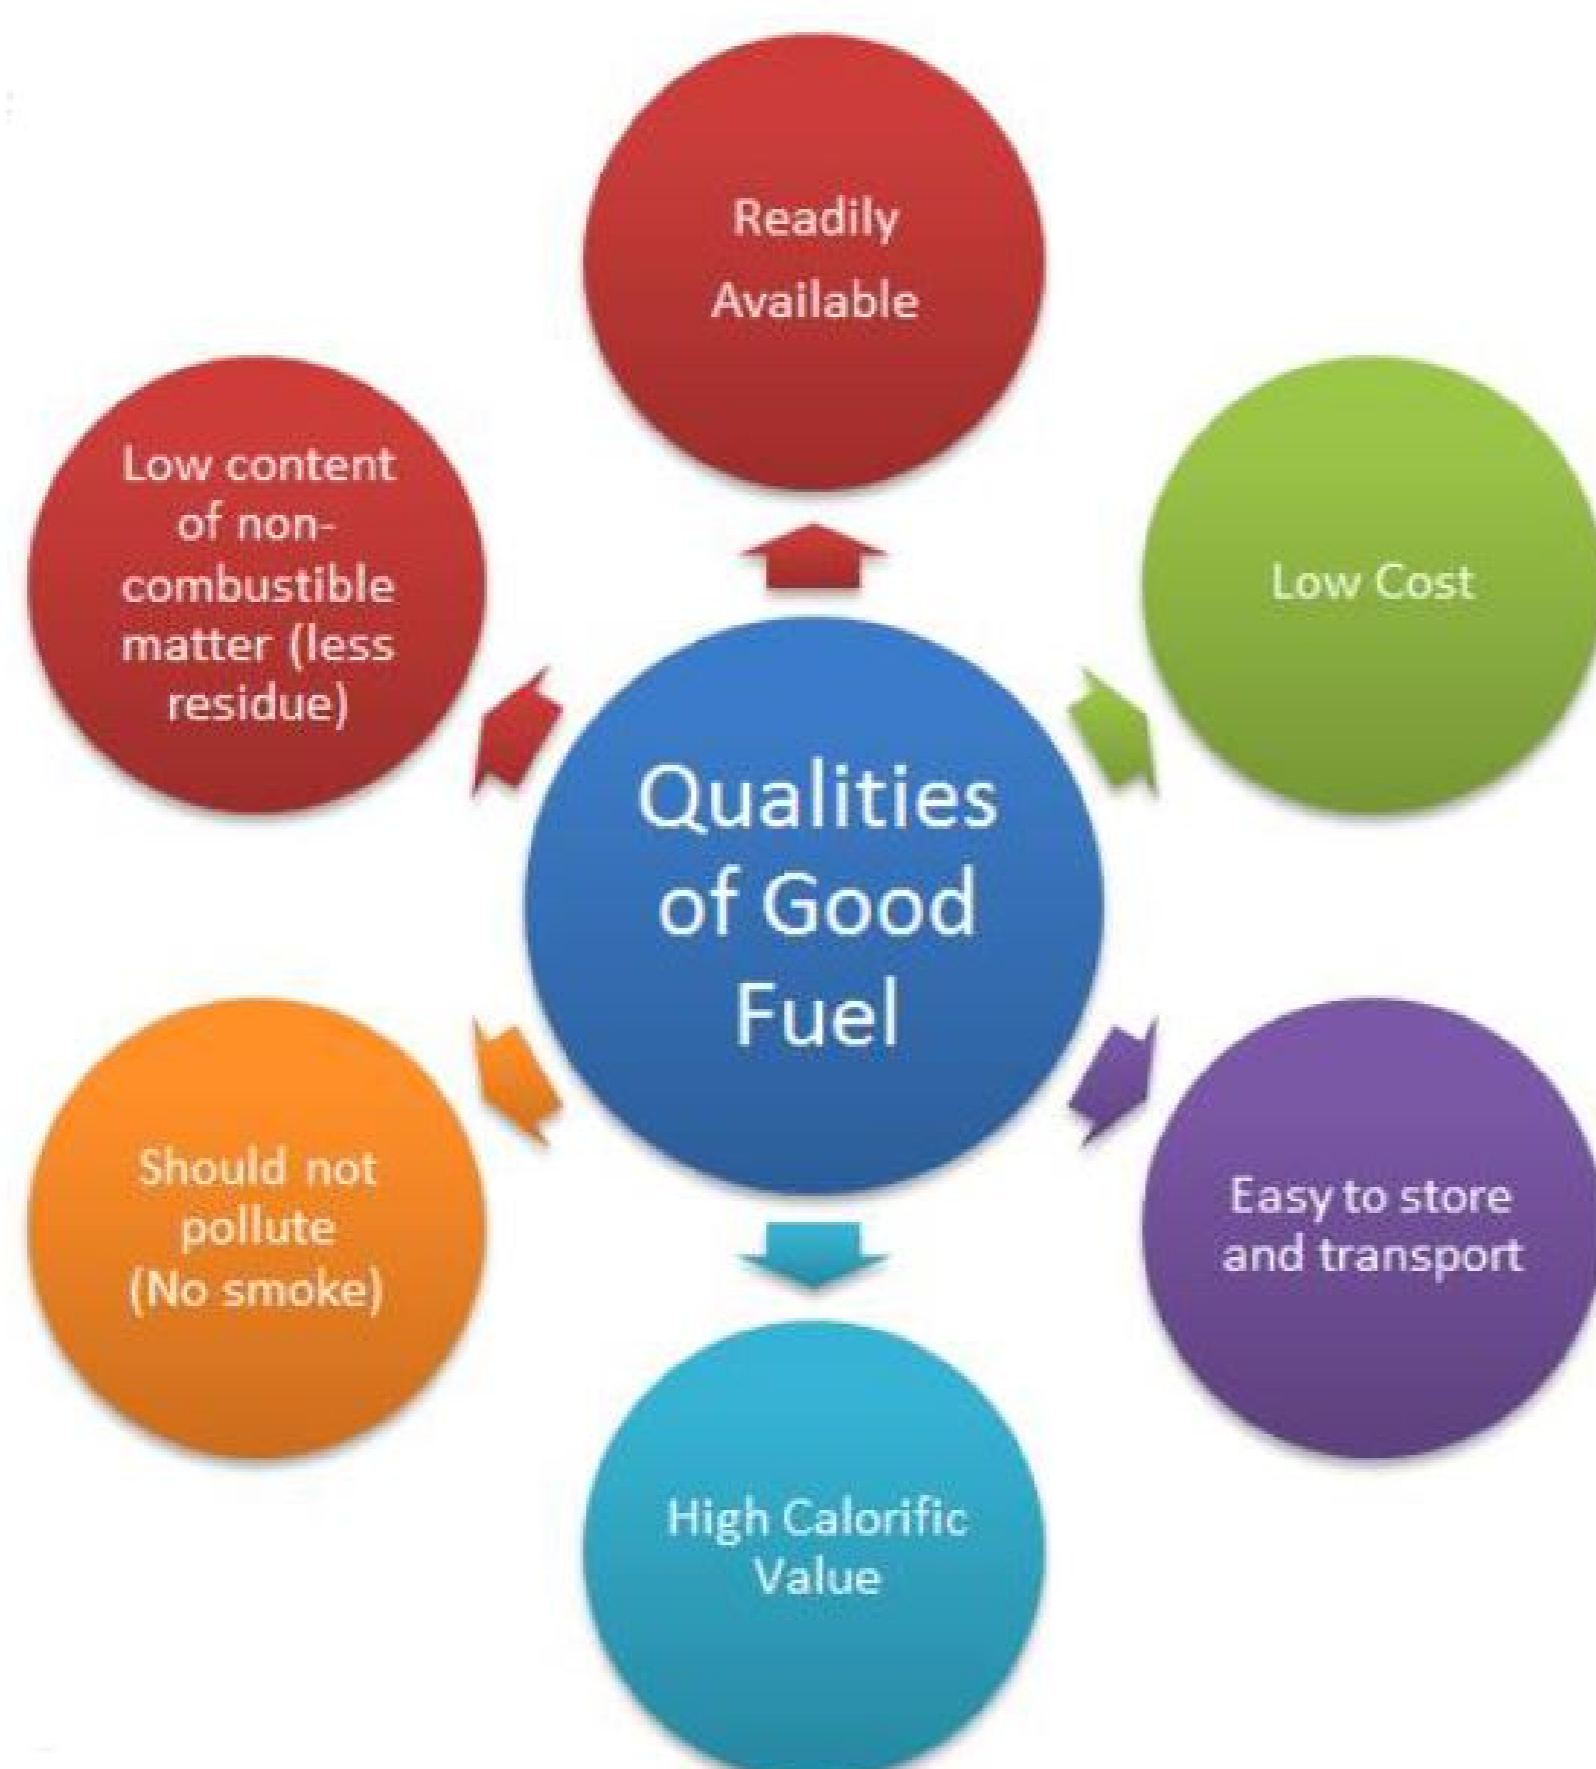 Readily
Available
Low Cost
Easy to store
and transport
High Calorific
Value
Should not
pollute
(No smoke)
Low content
of non-
combustible
matter (less
residue)
Qualities
of Good
Fuel